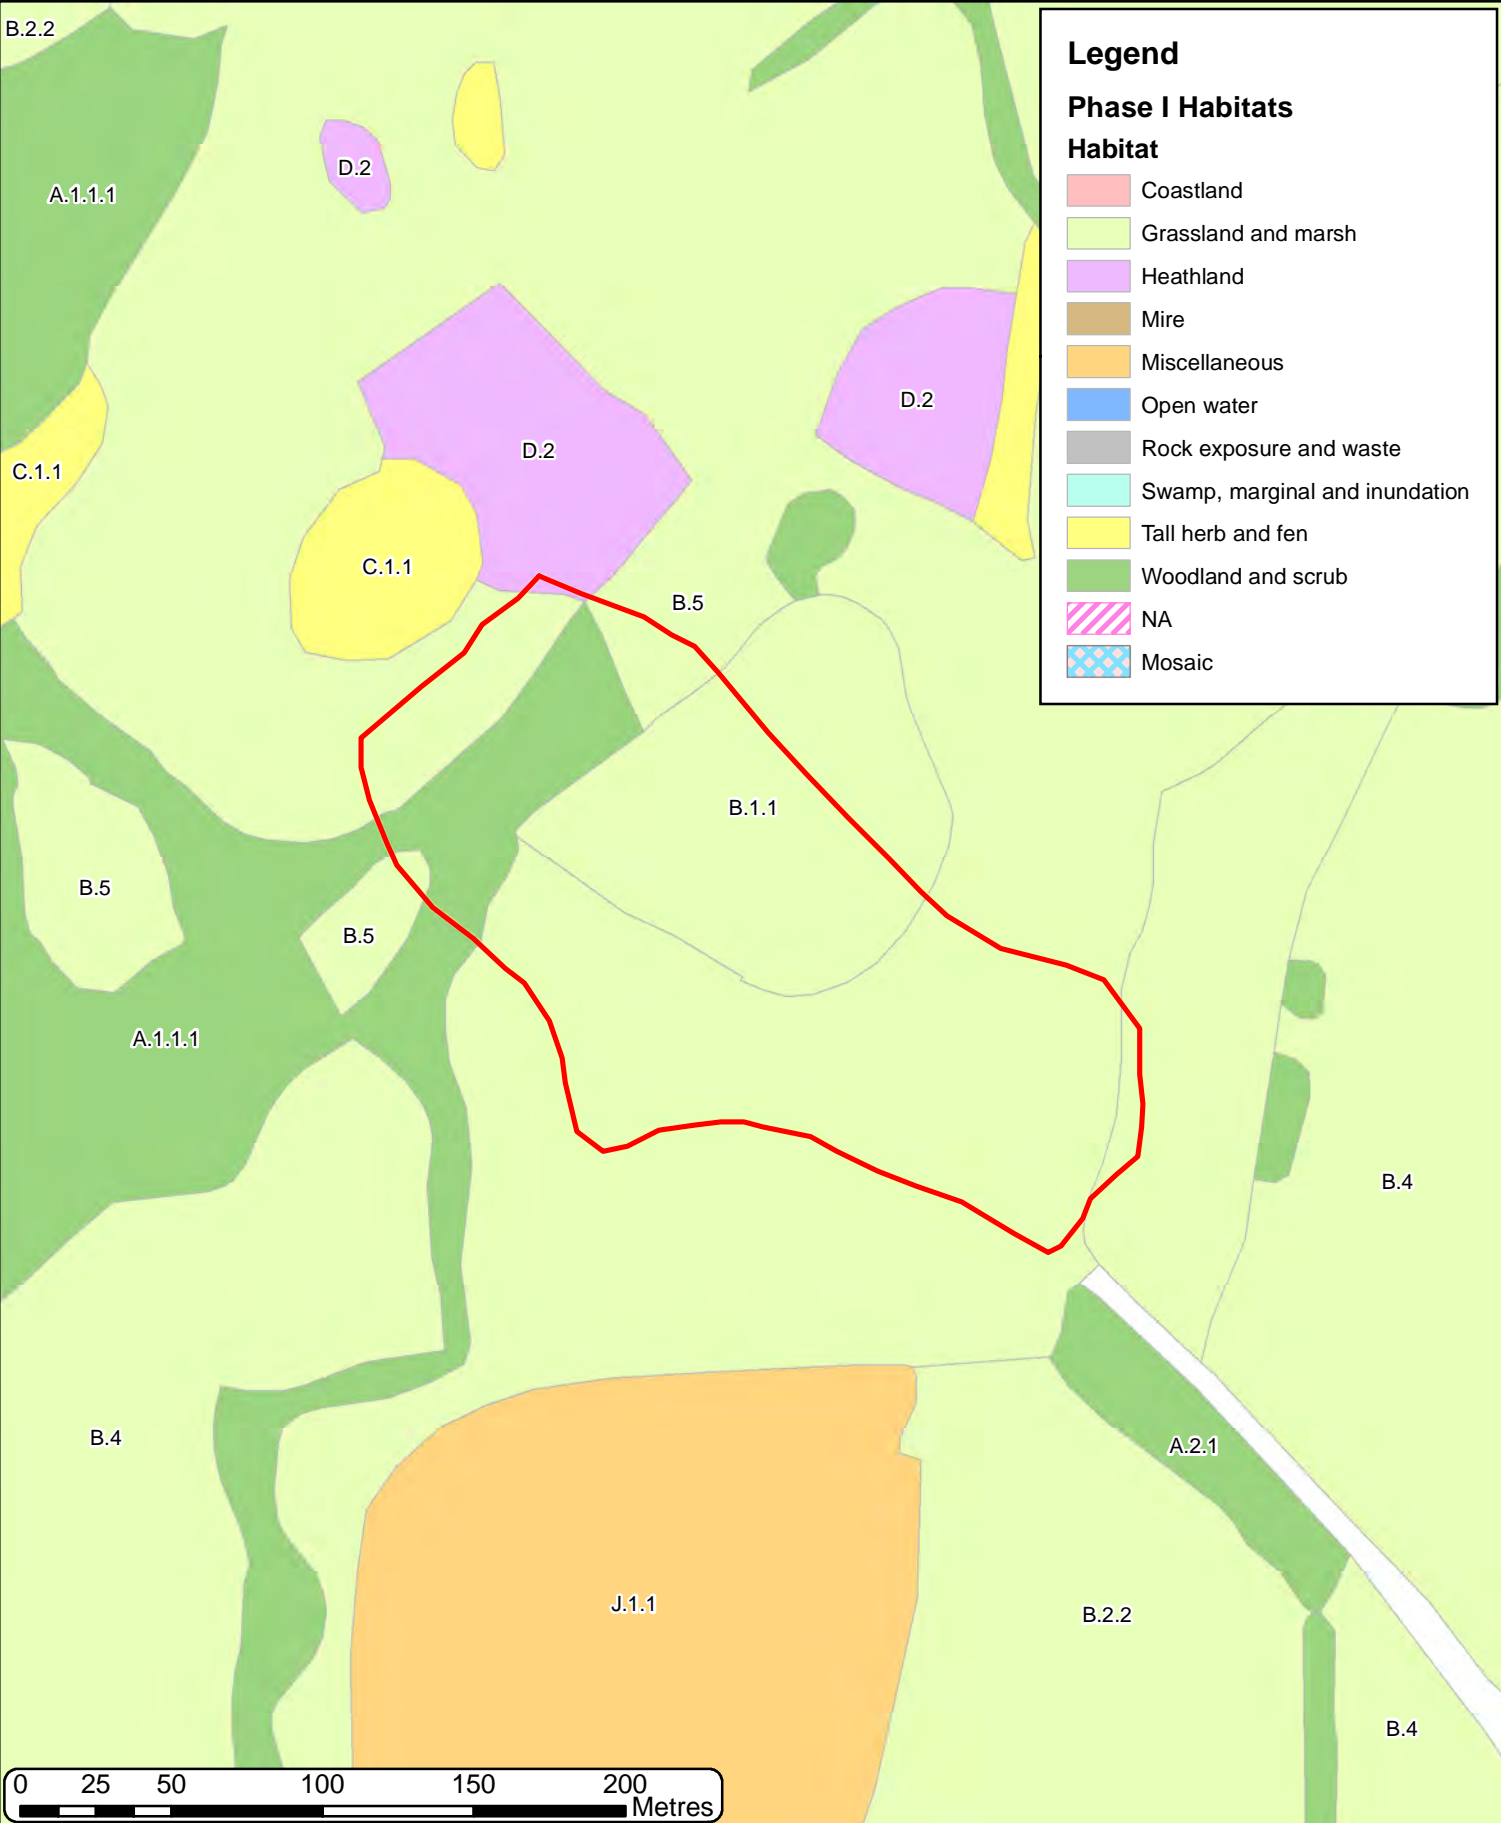 B.2.2
A.1.1.1
D.2
C.1.1
D.2
D.2
C.1.1
B.5
B.1.1
B.5
B.5
A.1.1.1
B.4
B.4
A.2.1
J.1.1
B.2.2
B.4
Legend
Phase I Habitats
Habitat
Coastland
Grassland and marsh
Heathland
Mire
Miscellaneous
Open water
Rock exposure and waste
Swamp, marginal and inundation
Tall herb and fen
Woodland and scrub
NA
Mosaic
0 25 50 100 150 200
Metres